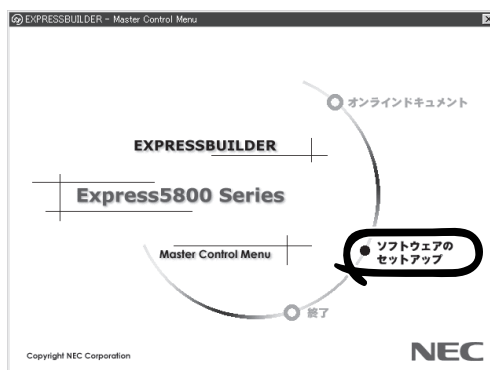 EXPRESSBUILDER - Master Control Menu
オンラインドキュメント
EXPRESSBUILDER
Express5800 Series
ソフトウェアの
セットアップ
Master Control Menu
終了
Copyright NEC Corporation
NEC